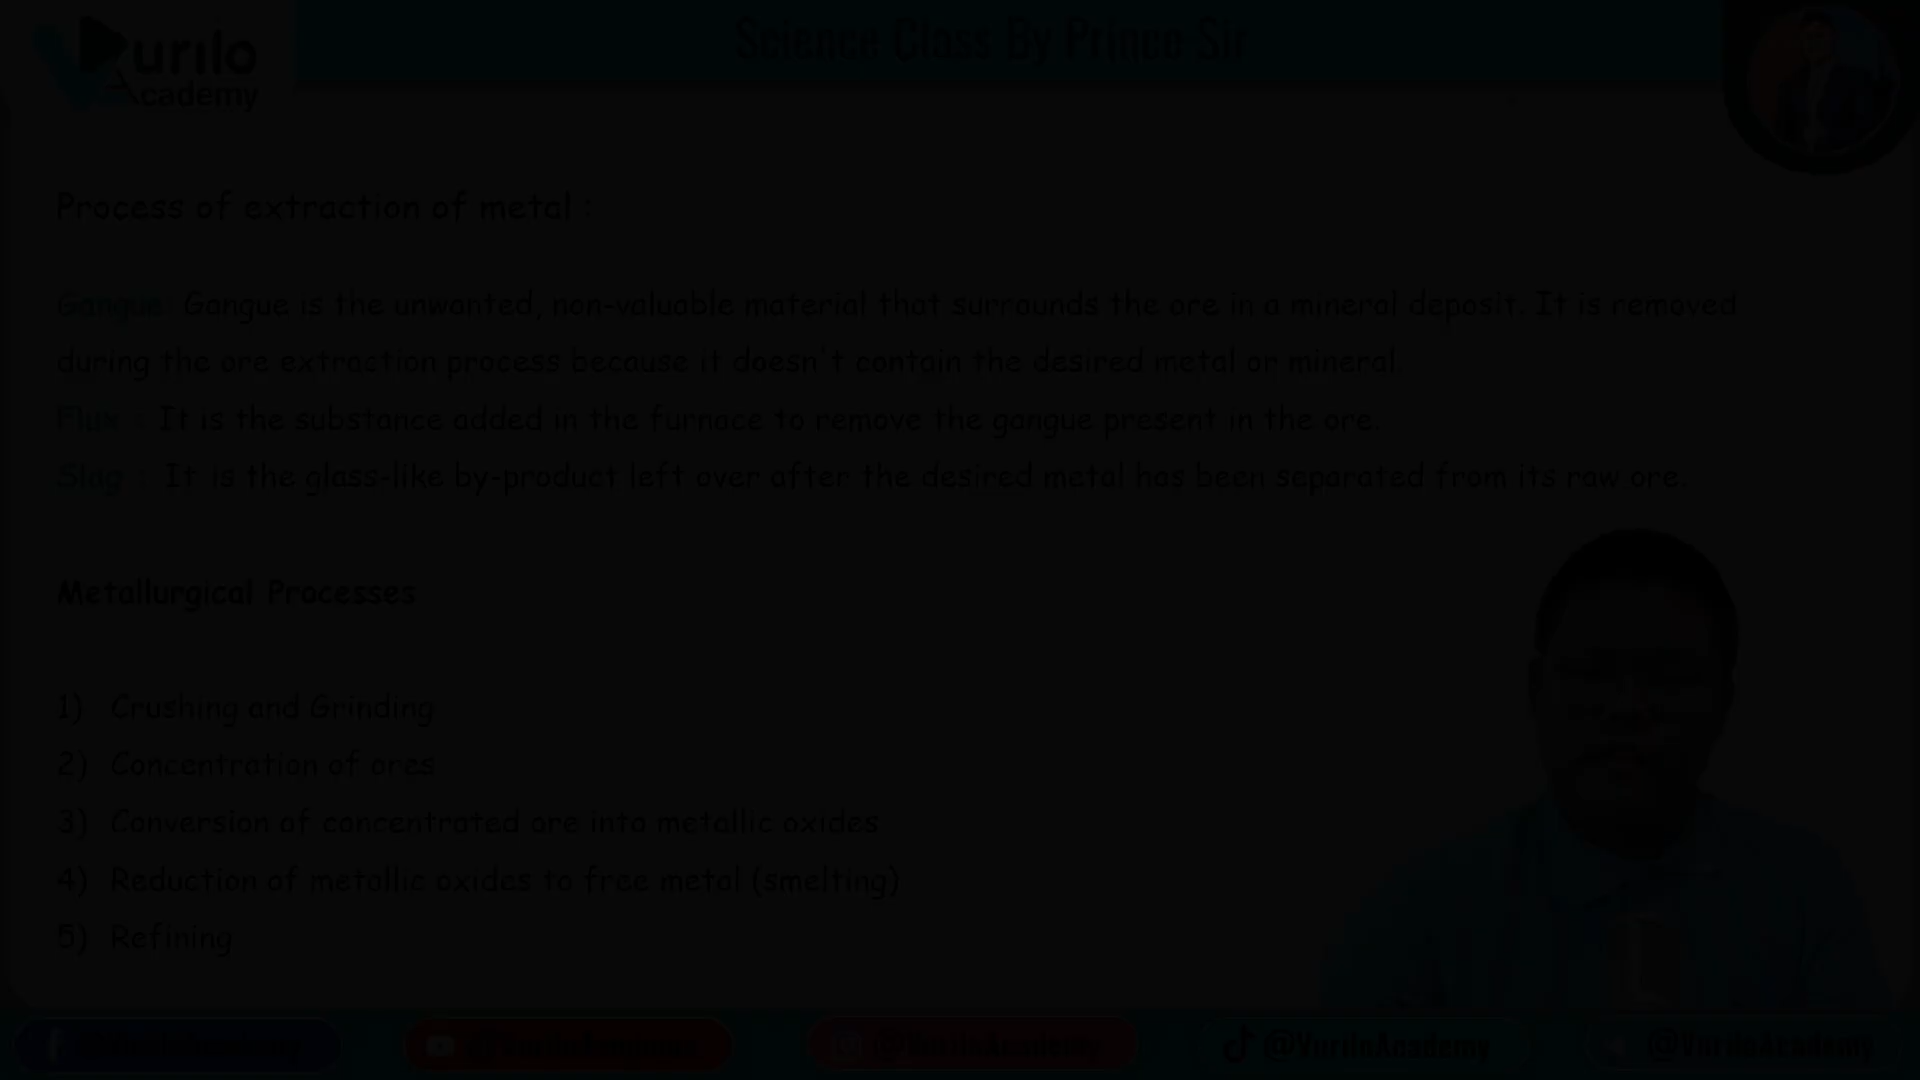 Durilo
Academy
Science Class By Prince Sir
Process of extraction of metal :
Gangue: Gangue is the unwanted, non-valuable material that surrounds the ore in a mineral deposit. It is removed
during the ore extraction process because it doesn't contain the desired metal or mineral.
Flux : It is the substance added in the furnace to remove the gangue present in the ore.
Slag : It is the glass-like by-product left over after the desired metal has been separated from its raw ore.
Metallurgical Processes
1) Crushing and Grinding
2) Concentration of ores
3) Conversion of concentrated ore into metallic oxides
4) Reduction of metallic oxides to free metal (smelting)
5) Refining
@VuriloAcademy
@VuriloAcademy